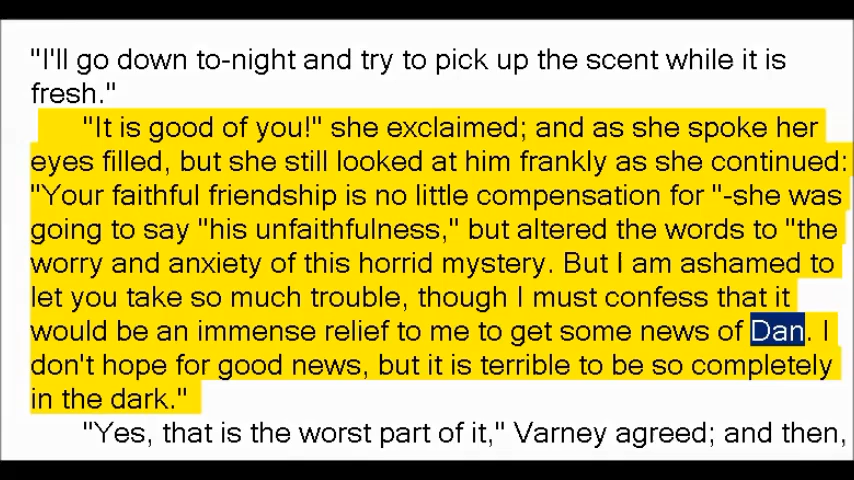 "I'll go down to-night and try to pick up the scent while it is
fresh."
"It is good of you!" she exclaimed; and as she spoke her
eyes filled, but she still looked at him frankly as she continued:
"Your faithful friendship is no little compensation for "-she was
going to say "his unfaithfulness," but altered the words to "the
worry and anxiety of this horrid mystery. But I am ashamed to
let you take so much trouble, though I must confess that it
would be an immense relief to me to get some news of Dan. I
don't hope for good news, but it is terrible to be so completely
in the dark."
"Yes, that is the worst part of it," Varney agreed; and then,